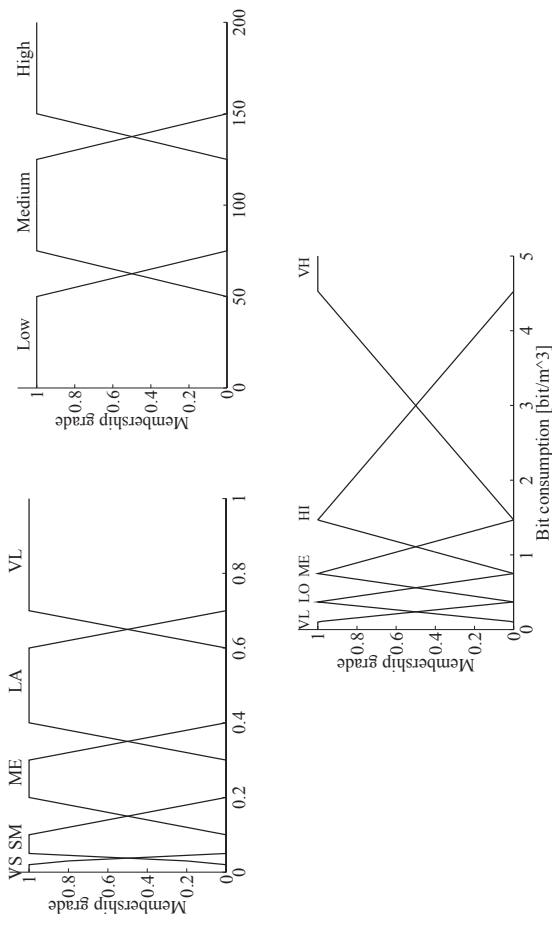 VS SM ME LA VL
Membership grade
1
0.8
0.6
0.4
0.2
0
0 0.2 0.4 0.6 0.8 1
Low Medium High
Membership grade
1
0.8
0.6
0.4
0.2
0
0 50 100 150 200
VL LO ME HI VH
Membership grade
1
0.8
0.6
0.4
0.2
0
0 1 2 3 4 5
Bit consumption [bit/m^3]